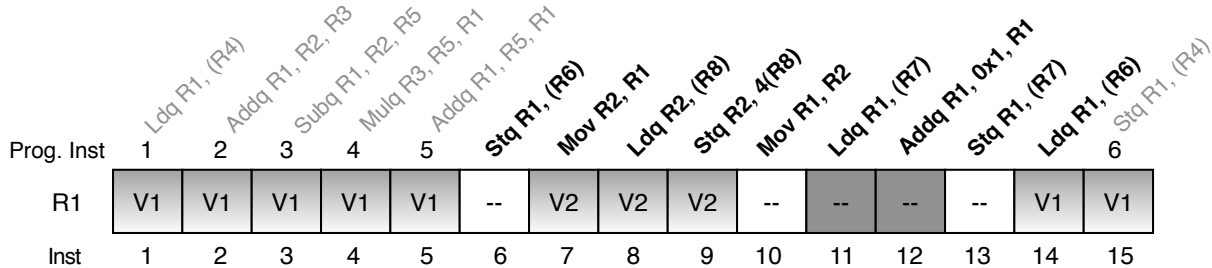 Ldq R1, (R4)
Addq R1, R2, R3
Subq R1, R2, R5
Mulq R3, R5, R1
Addq R1, R5, R1
Stq R1, (R6)
Mov R2, R1
Ldq R2, (R8)
Stq R2, 4(R8)
Mov R1, R2
Ldq R1, (R7)
Addq R1, 0x1, R1
Stq R1, (R7)
Ldq R1, (R6)
Stq R1, (R4)
Prog. Inst 1 2 3 4 5 6
R1 V1 V1 V1 V1 V1 -- V2 V2 V2 -- -- -- -- V1 V1
Inst 1 2 3 4 5 6 7 8 9 10 11 12 13 14 15